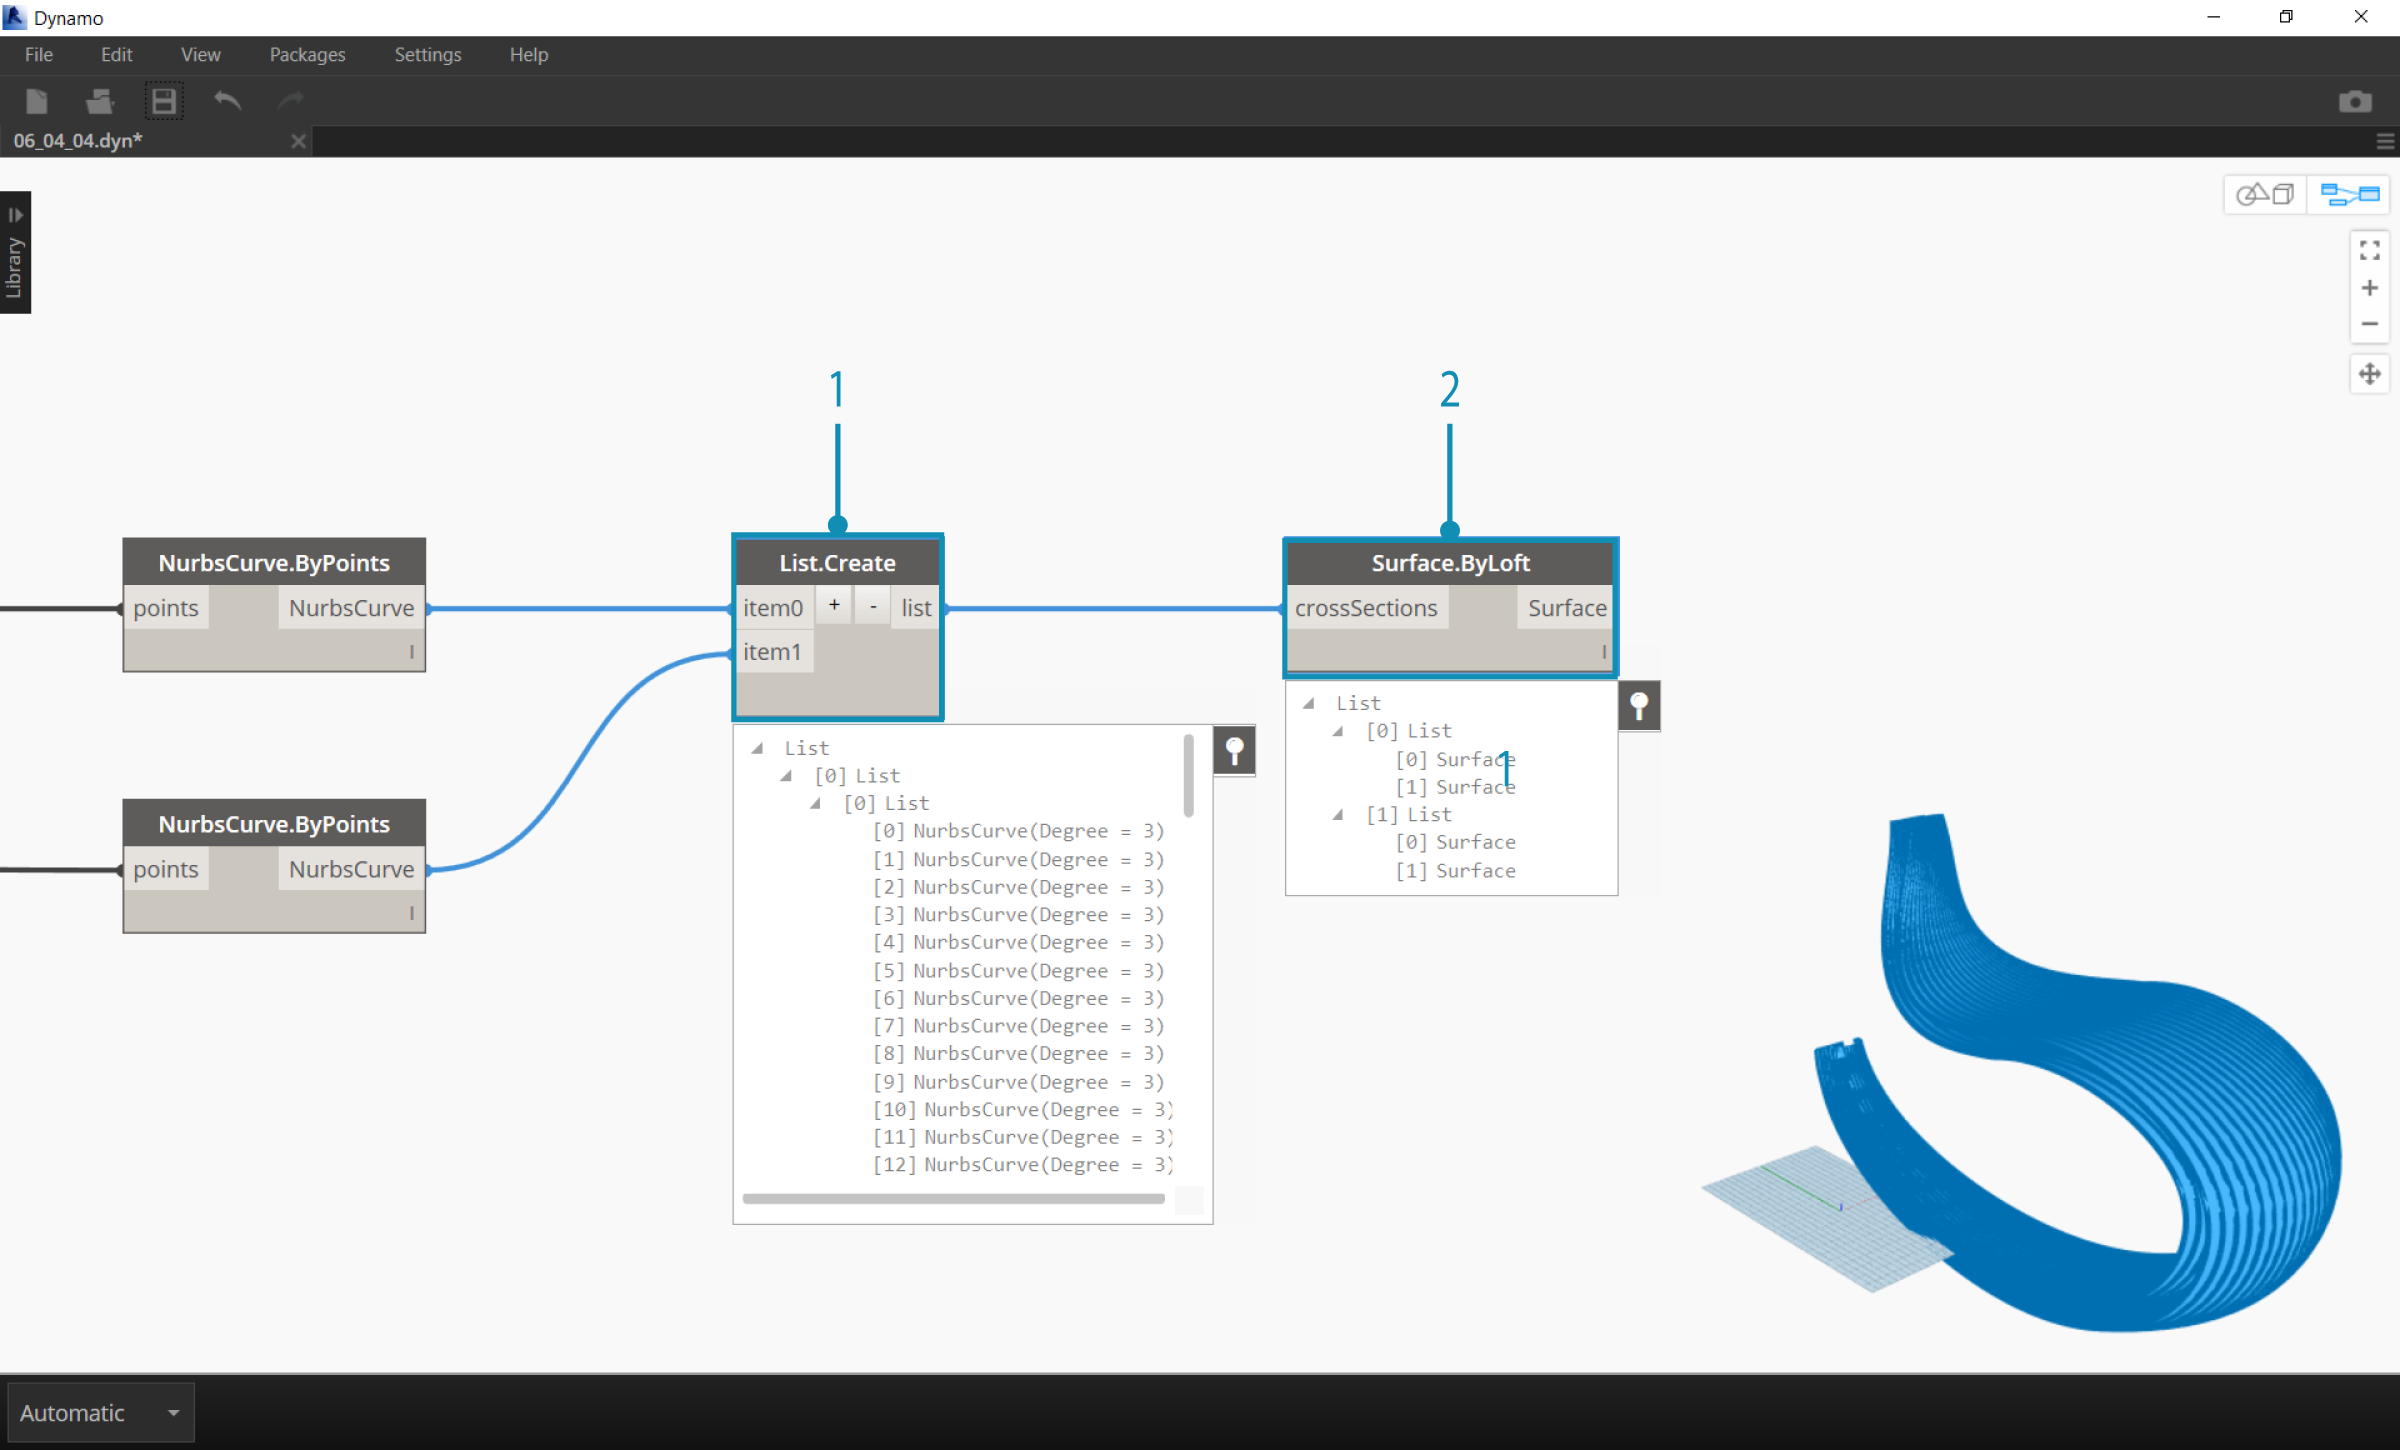 Dynamo
File Edit View Packages Settings Help
06_04_04.dyn*
Library
1
2
NurbsCurve.ByPoints
points NurbsCurve
I
List.Create
item0 + - list
item1
Surface.ByLoft
crossSections Surface
I
NurbsCurve.ByPoints
points NurbsCurve
I
List
[0] List
[0] List
[0] NurbsCurve(Degree = 3)
[1] NurbsCurve(Degree = 3)
[2] NurbsCurve(Degree = 3)
[3] NurbsCurve(Degree = 3)
[4] NurbsCurve(Degree = 3)
[5] NurbsCurve(Degree = 3)
[6] NurbsCurve(Degree = 3)
[7] NurbsCurve(Degree = 3)
[8] NurbsCurve(Degree = 3)
[9] NurbsCurve(Degree = 3)
[10] NurbsCurve(Degree = 3)
[11] NurbsCurve(Degree = 3)
[12] NurbsCurve(Degree = 3)
List
[0] List
[0] Surface
1
[1] Surface
[1] List
[0] Surface
[1] Surface
Automatic